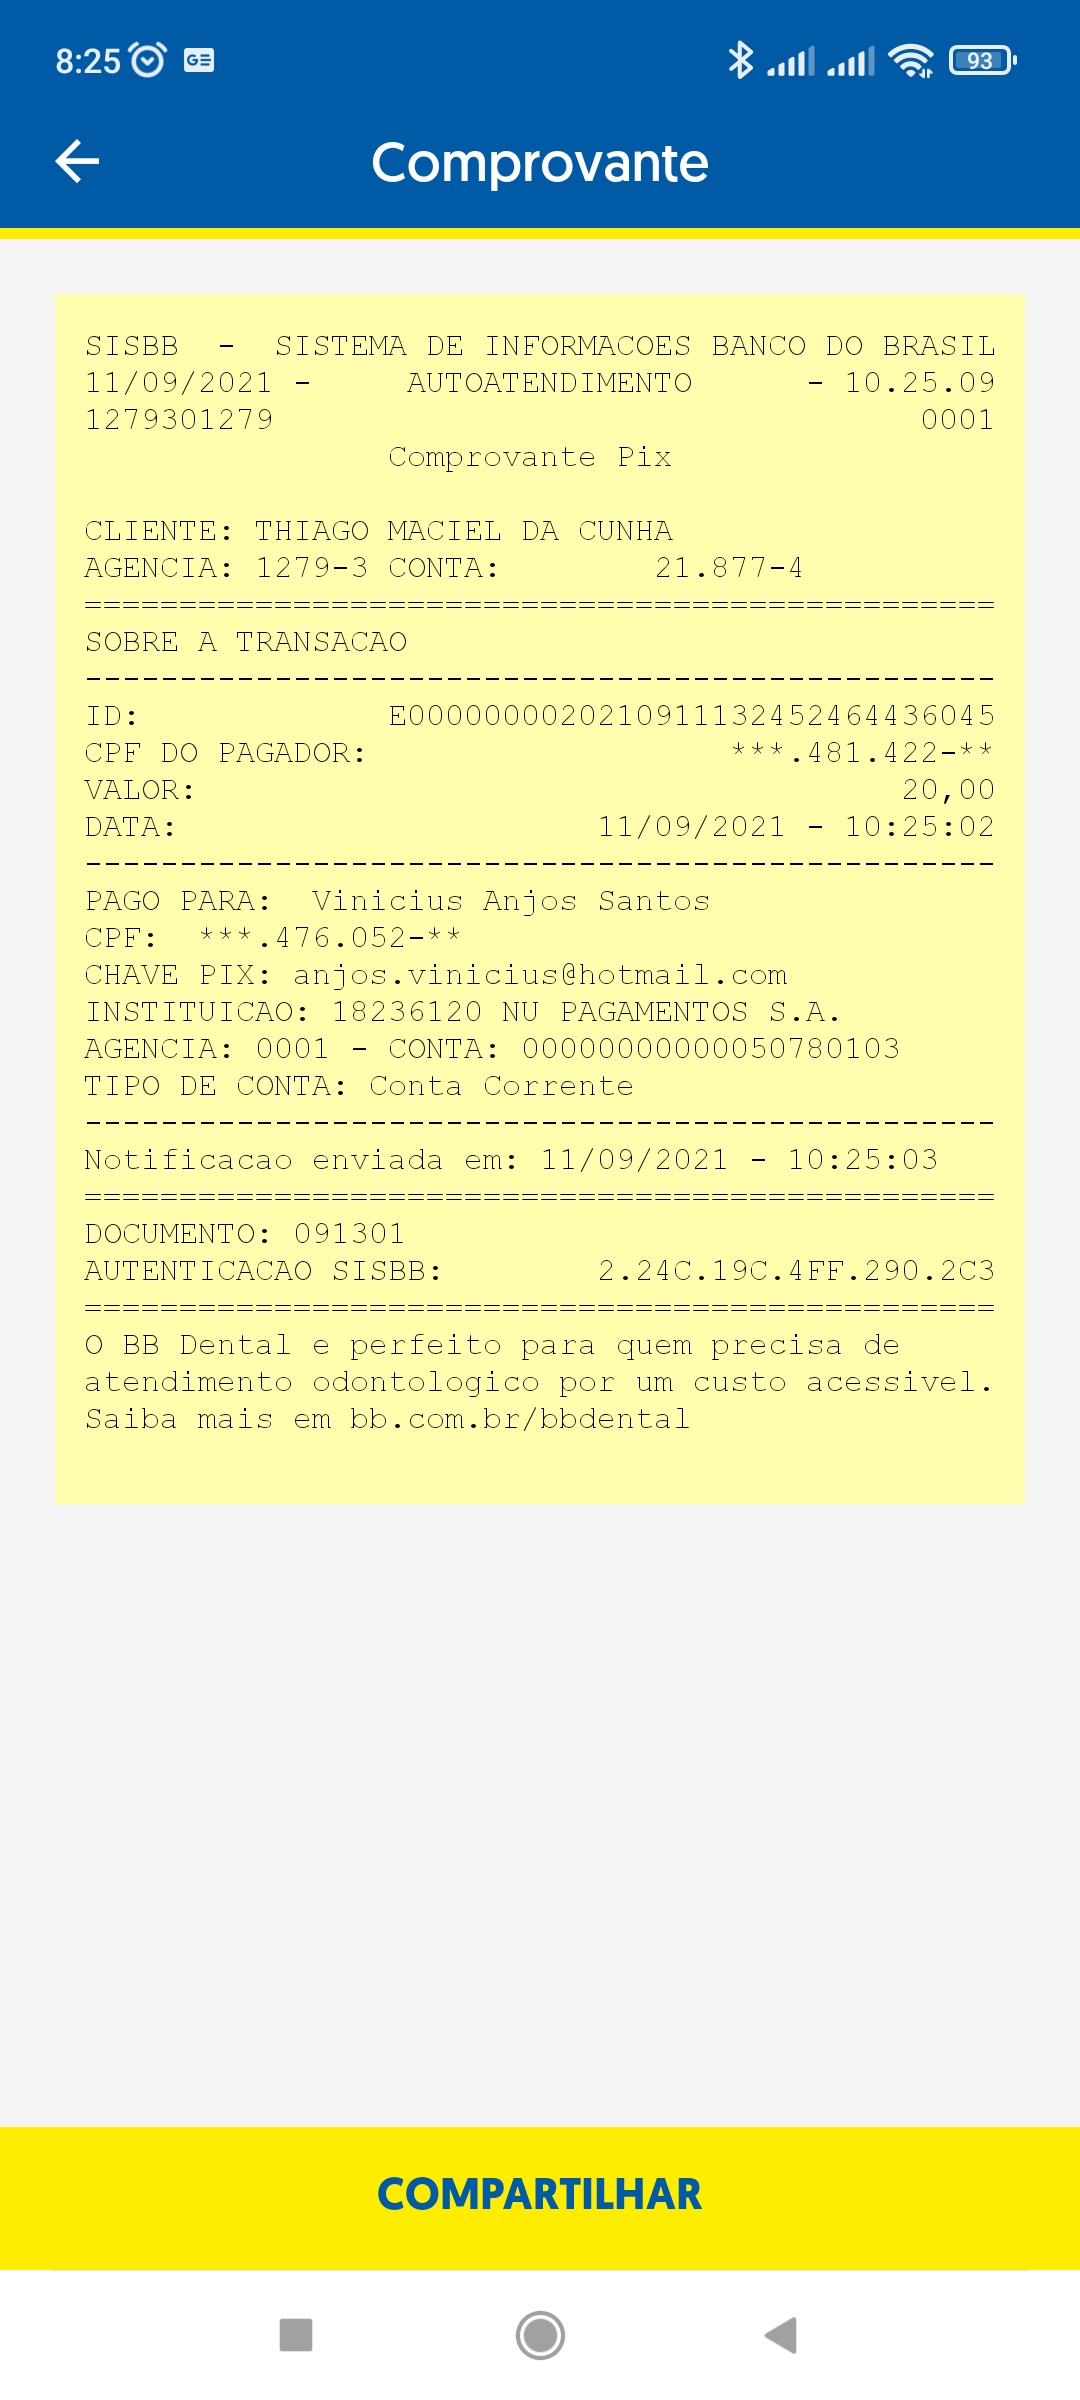 8:25 GE 93
Comprovante
SISBB - SISTEMA DE INFORMACOES BANCO DO BRASIL
11/09/2021 - AUTOATENDIMENTO - 10.25.09
1279301279 0001
Comprovante Pix
CLIENTE: THIAGO MACIEL DA CUNHA
AGENCIA: 1279-3 CONTA: 21.877-4
================================================
SOBRE A TRANSACAO
------------------------------------------------
ID: E0000000020210911132452464436045
CPF DO PAGADOR: ***.481.422-**
VALOR: 20,00
DATA: 11/09/2021 - 10:25:02
------------------------------------------------
PAGO PARA: Vinicius Anjos Santos
CPF: ***.476.052-**
CHAVE PIX: anjos.vinicius@hotmail.com
INSTITUICAO: 18236120 NU PAGAMENTOS S.A.
AGENCIA: 0001 - CONTA: 00000000000050780103
TIPO DE CONTA: Conta Corrente
------------------------------------------------
Notificacao enviada em: 11/09/2021 - 10:25:03
================================================
DOCUMENTO: 091301
AUTENTICACAO SISBB: 2.24C.19C.4FF.290.2C3
================================================
O BB Dental e perfeito para quem precisa de
atendimento odontologico por um custo acessivel.
Saiba mais em bb.com.br/bbdental
COMPARTILHAR